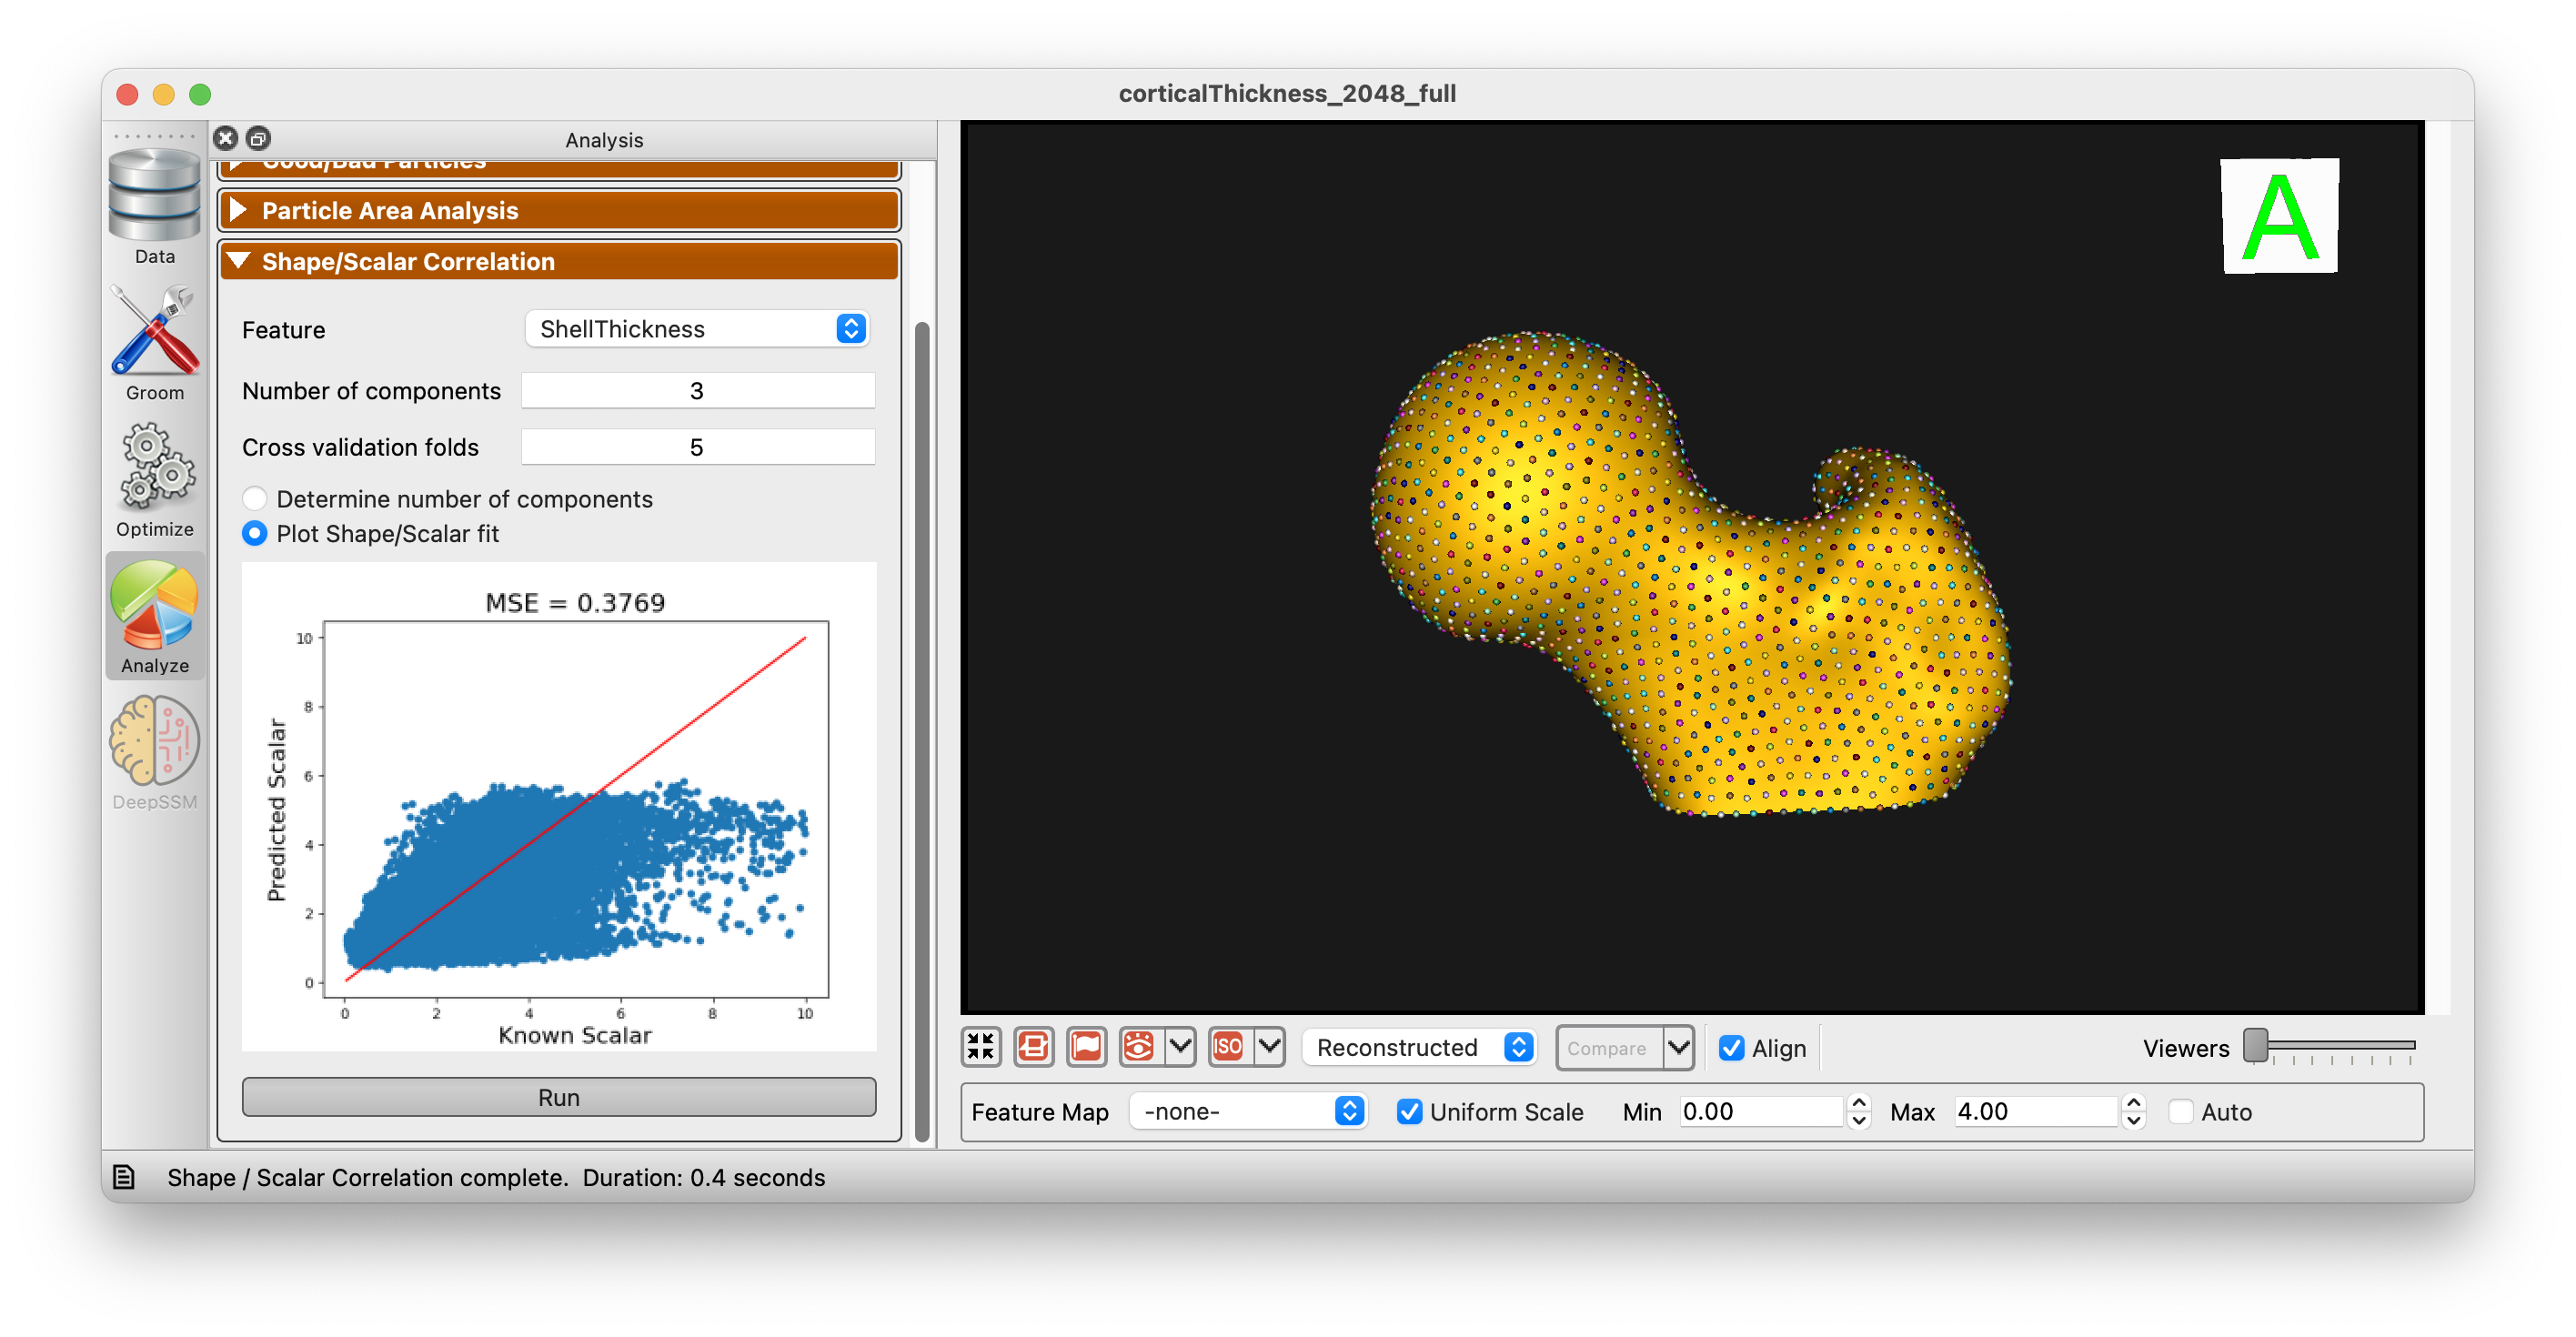 corticalThickness_2048_full
Data
Groom
Optimize
Analyze
DeepSSM
Analysis
Good/Bad Particles
Particle Area Analysis
Shape/Scalar Correlation
Feature ShellThickness
Number of components 3
Cross validation folds 5
Determine number of components
Plot Shape/Scalar fit
MSE = 0.3769
Predicted Scalar
10
8
6
4
2
0
0 2 4 6 8 10
Known Scalar
Run
A
ISO Reconstructed Compare Align Viewers
Feature Map -none- Uniform Scale Min 0.00 Max 4.00 Auto
Shape / Scalar Correlation complete. Duration: 0.4 seconds